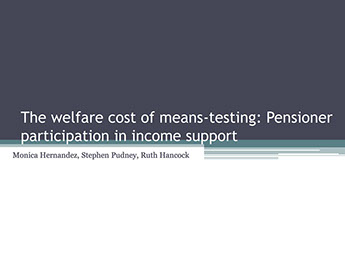 The welfare cost of means-testing: Pensioner
participation in income support
Monica Hernandez, Stephen Pudney, Ruth Hancock